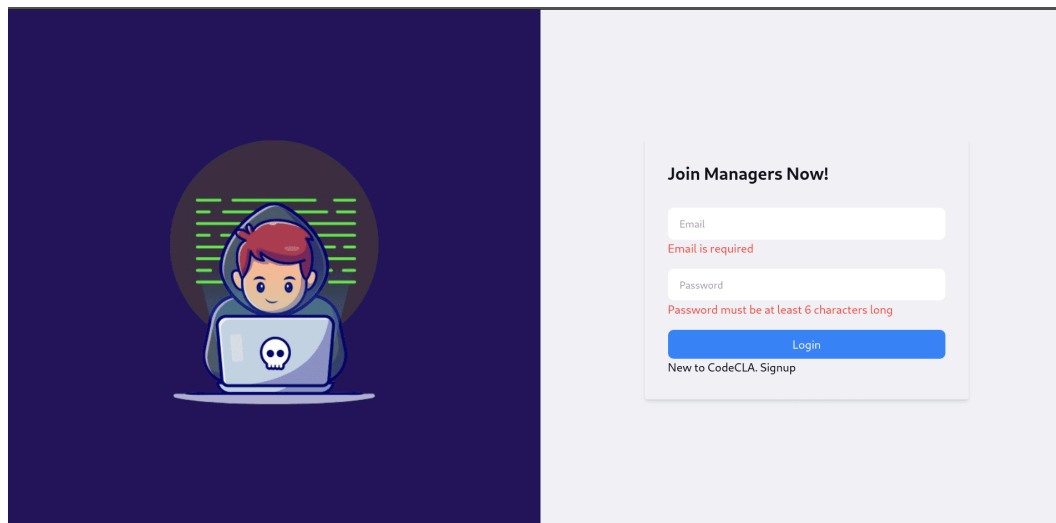 Join Managers Now!
Email
Email is required
Password
Password must be at least 6 characters long
Login
New to CodeCLA. Signup